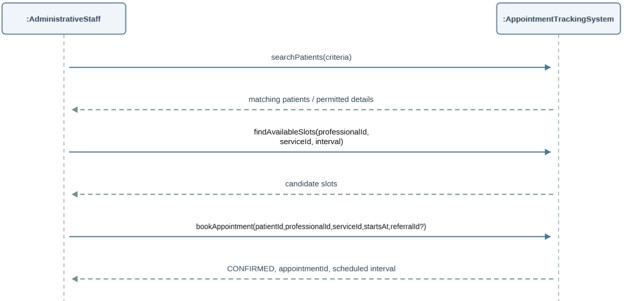 :AdministrativeStaff
:AppointmentTrackingSystem
searchPatients(criteria)
matching patients / permitted details
findAvailableSlots(professionalId,
serviceId, interval)
candidate slots
bookAppointment(patientId,professionalId,serviceId,startsAt,referralId?)
CONFIRMED, appointmentId, scheduled interval